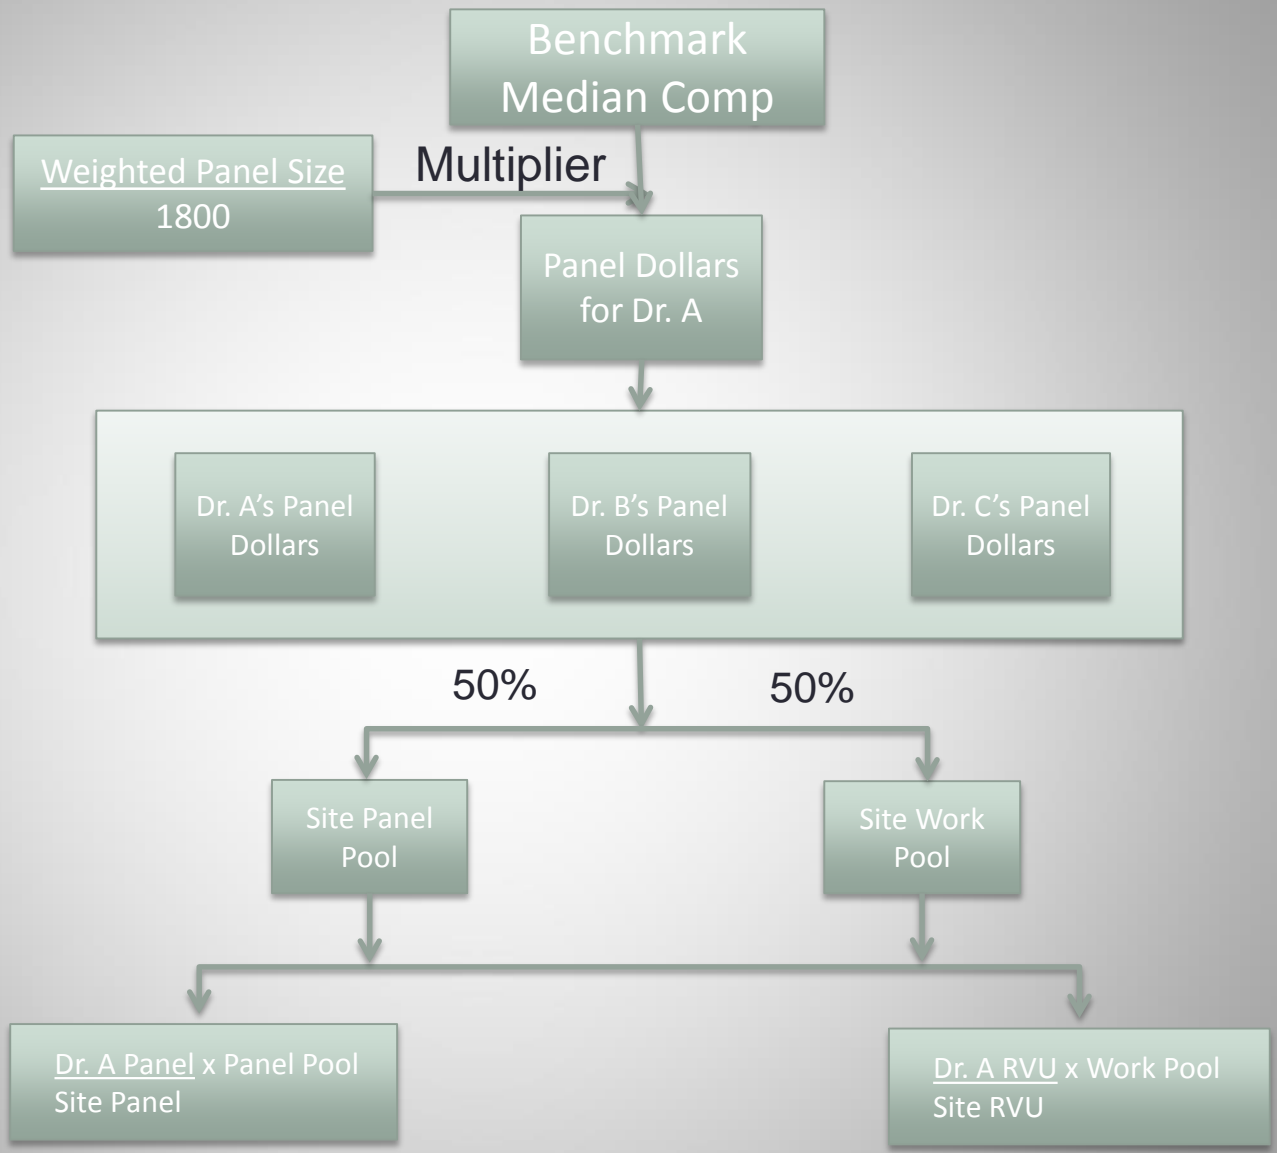 Benchmark
Median Comp
Weighted Panel Size
1800
Multiplier
Panel Dollars
for Dr. A
Dr. A’s Panel
Dollars
Dr. B’s Panel
Dollars
Dr. C’s Panel
Dollars
50%
50%
Site Panel
Pool
Site Work
Pool
Dr. A Panel x Panel Pool
Site Panel
Dr. A RVU x Work Pool
Site RVU